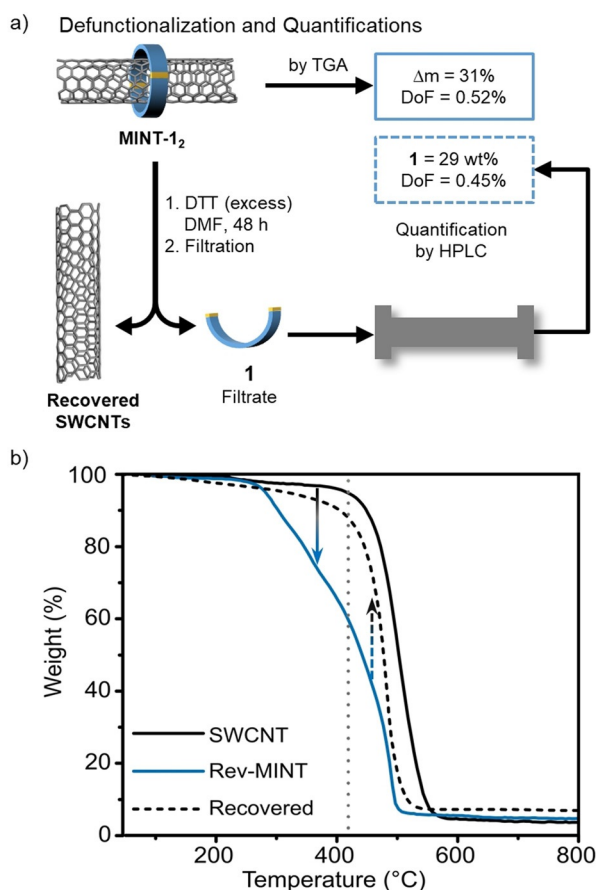 a) Defunctionalization and Quantifications
by TGA
Δm = 31%
DoF = 0.52%
MINT-1₂
1 = 29 wt%
DoF = 0.45%
1. DTT (excess)
DMF, 48 h
2. Filtration
Quantification
by HPLC
1
Filtrate
Recovered
SWCNTs
b)
100
80
60
40
20
0
Weight (%)
SWCNT
Rev-MINT
Recovered
200 400 600 800
Temperature (°C)